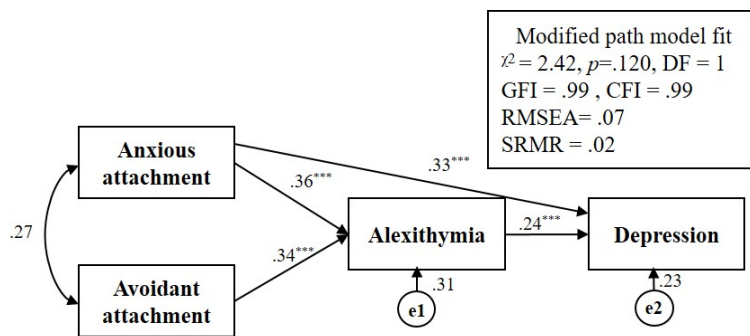 Modified path model fit
χ2 = 2.42, p=.120, DF = 1
GFI = .99 , CFI = .99
RMSEA= .07
SRMR = .02
Anxious
attachment
.33***
.36***
.27
Alexithymia
.24***
Depression
.34***
Avoidant
attachment
.31
.23
e1
e2